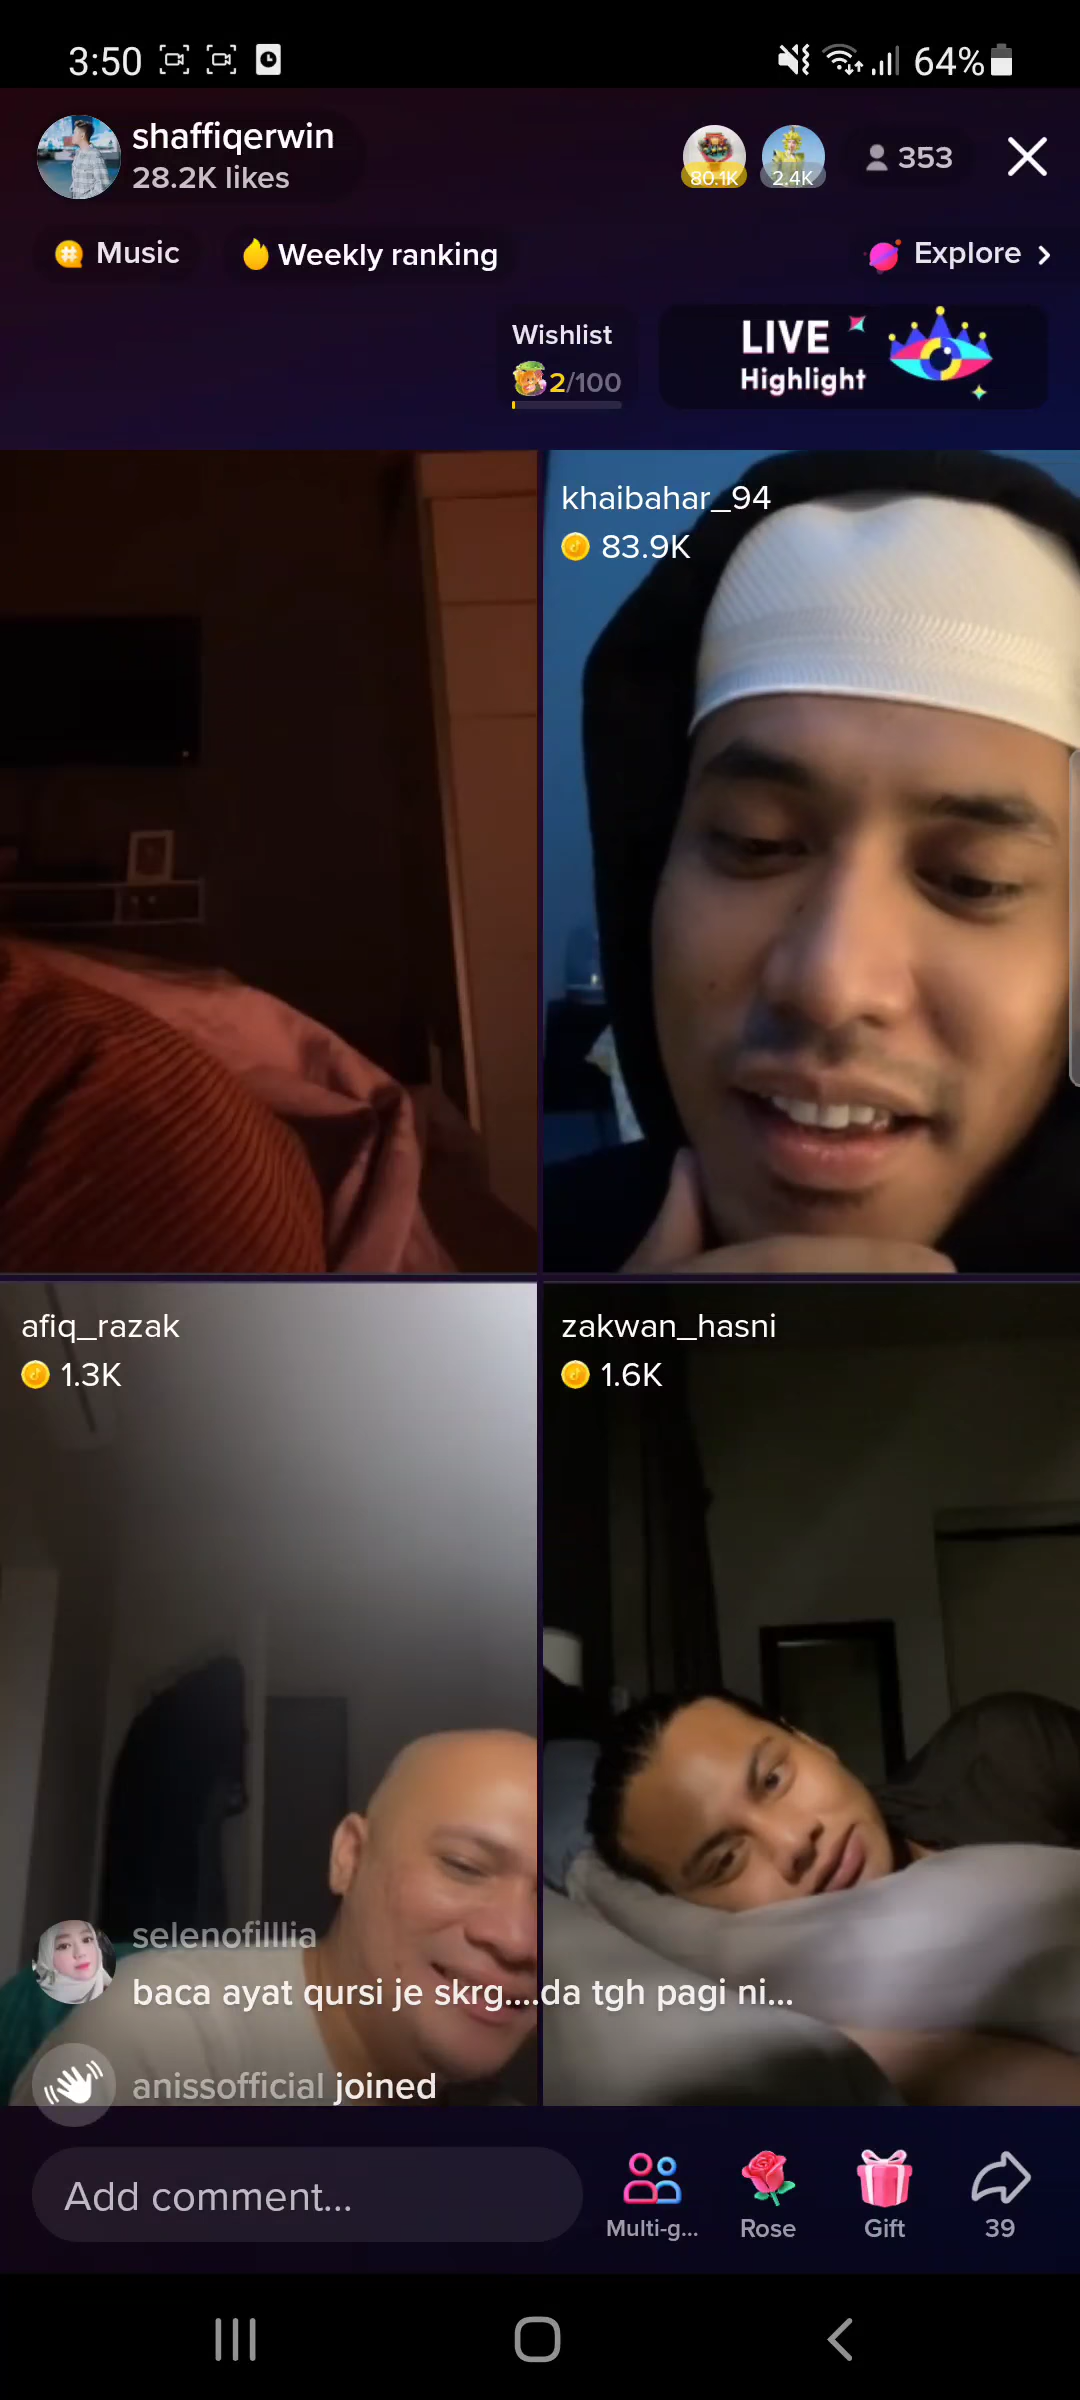 3:50
64%
shaffiqerwin
28.2K likes
80.1K
2.4K
353
Music
Weekly ranking
Explore
Wishlist
2/100
LIVE
Highlight
khaibahar_94
83.9K
afiq_razak
1.3K
zakwan_hasni
1.6K
selenofilllia
baca ayat qursi je skrg....da tgh pagi ni...
anissofficial joined
Add comment...
Multi-g...
Rose
Gift
39